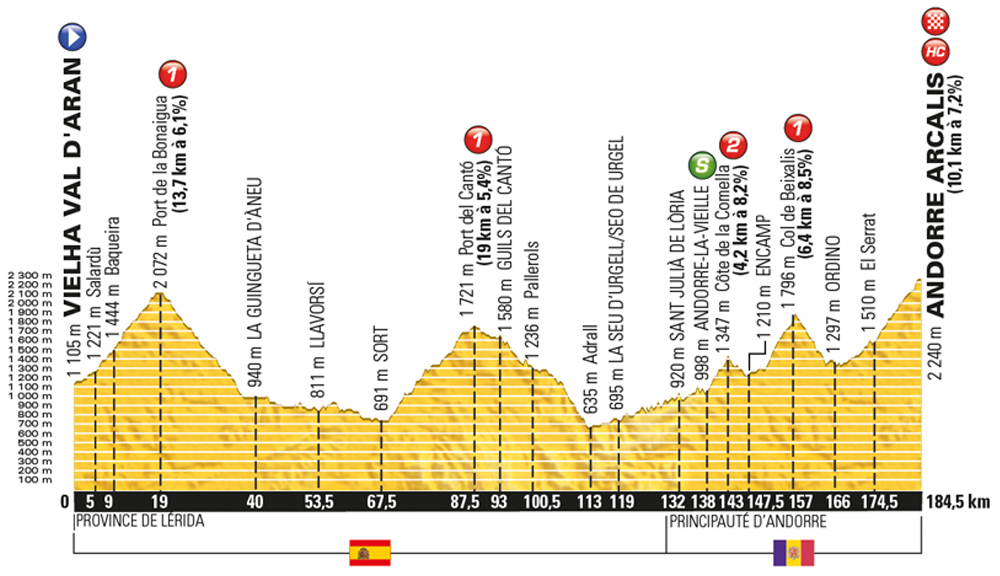 VIELHA VAL D'ARAN
1 105 m
1 221 m Salardù
1 444 m Baqueira
1
2 072 m Port de la Bonaigua
(13,7 km à 6,1%)
940 m LA GUINGUETA D'ÀNEU
811 m LLAVORSÍ
691 m SORT
1
1 721 m Port del Cantó
(19 km à 5,4%)
1 580 m GUILS DEL CANTÓ
1 236 m Pallerols
635 m Adrall
695 m LA SEU D'URGELL/SEO DE URGEL
920 m SANT JULIÀ DE LÒRIA
S
998 m ANDORRE-LA-VIEILLE
2
1 347 m Côte de la Comella
(4,2 km à 8,2%)
1 210 m ENCAMP
1
1 796 m Col de Beixalis
(6,4 km à 8,5%)
1 297 m ORDINO
1 510 m El Serrat
HC
ANDORRE ARCALIS
(10,1 km à 7,2%)
2 240 m
2 300 m
2 200 m
2 100 m
2 000 m
1 900 m
1 800 m
1 700 m
1 600 m
1 500 m
1 400 m
1 300 m
1 200 m
1 100 m
1 000 m
900 m
800 m
700 m
600 m
500 m
400 m
300 m
200 m
100 m
0 5 9 19 40 53,5 67,5 87,5 93 100,5 113 119 132 138 143 147,5 157 166 174,5 184,5 km
PROVINCE DE LÉRIDA
PRINCIPAUTÉ D'ANDORRE